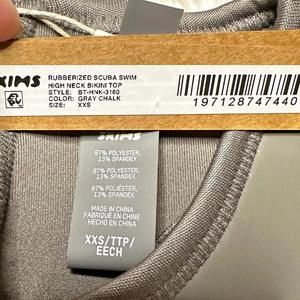 SKIMS
RUBBERIZED SCUBA SWIM
HIGH NECK BIKINI TOP
STYLE: BT-HNK-3160
COLOR: GRAY CHALK
SIZE: XXS
197128747440
SKIMS
87% POLYESTER,
13% SPANDEX
87% POLYESTER,
13% SPANDEX
87% POLIÉSTER,
13% SPANDEX
MADE IN CHINA
FABRIQUÉ EN CHINE
HECHO EN CHINA
XXS/TTP/
EECH